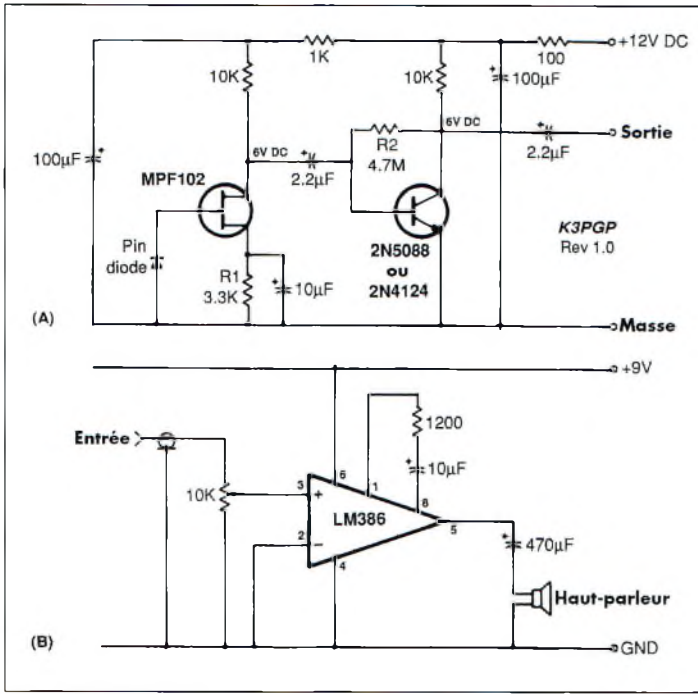 1K
+12V DC
10K
10K
100
100µF
Sortie
6V DC
6V DC
R2
4.7M
2.2µF
2.2µF
100µF
MPF102
2N5088
ou
2N4124
K3PGP
Rev 1.0
Pin
diode
R1
3.3K
10µF
(A)
Masse
+9V
1200
Entrée
10µF
6
1
8
3
+
10K
LM386
2
–
5
4
470µF
Haut-parleur
(B)
GND